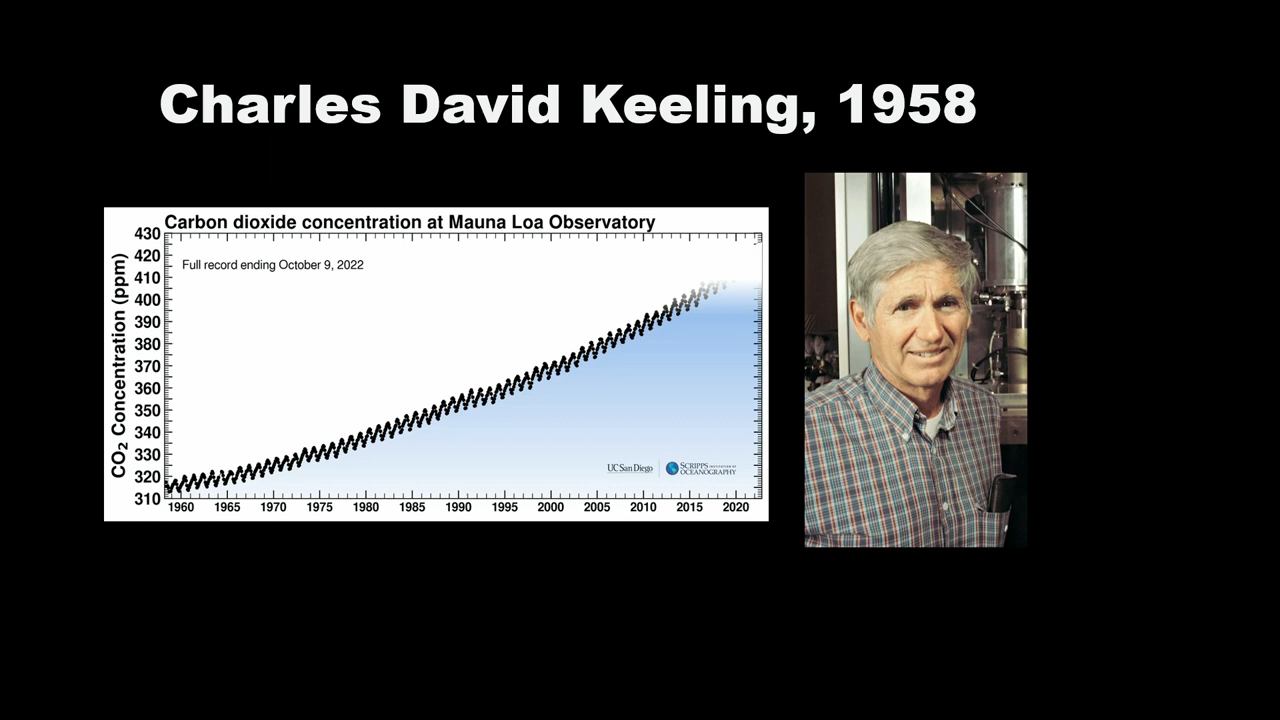 Charles David Keeling, 1958
Carbon dioxide concentration at Mauna Loa Observatory
Full record ending October 9, 2022
CO2 Concentration (ppm)
430
420
410
400
390
380
370
360
350
340
330
320
310
1960 1965 1970 1975 1980 1985 1990 1995 2000 2005 2010 2015 2020
UC San Diego
SCRIPPS INSTITUTION OF
OCEANOGRAPHY